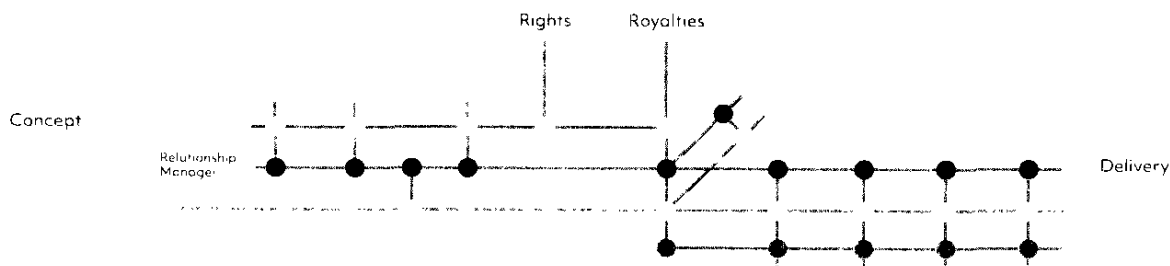 Rights Royalties
Concept
Relationship
Manager
Delivery